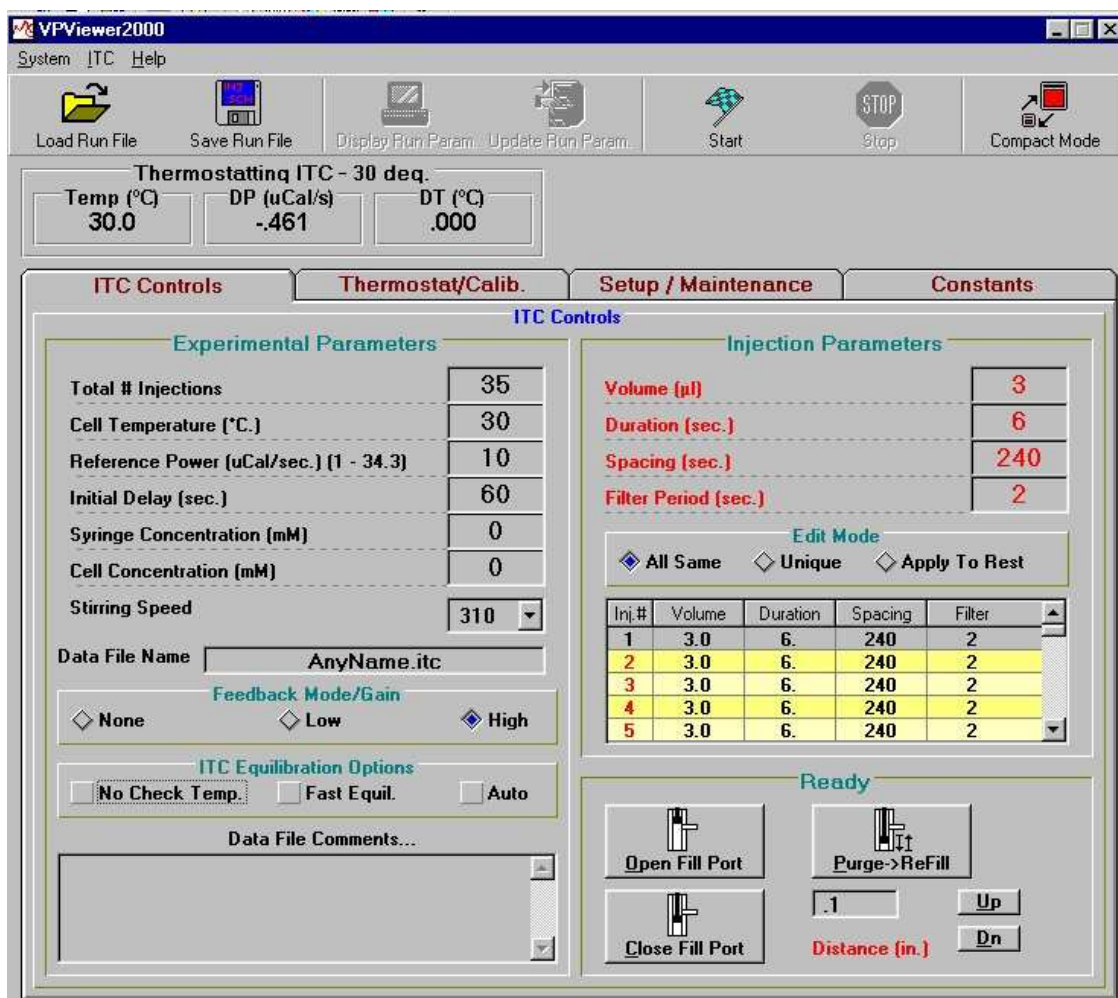 VPViewer2000
System ITC Help
Load Run File Save Run File Display Run Param.. Update Run Param. Start Stop Compact Mode
INJ
SCH
STOP
Thermostatting ITC - 30 deg.
Temp (°C) DP (uCal/s) DT (°C)
30.0 -.461 .000
ITC Controls Thermostat/Calib. Setup / Maintenance Constants
ITC Controls
Experimental Parameters
Total # Injections 35
Cell Temperature (°C.) 30
Reference Power (uCal/sec.) (1 - 34.3) 10
Initial Delay (sec.) 60
Syringe Concentration (mM) 0
Cell Concentration (mM) 0
Stirring Speed 310
Data File Name AnyName.itc
Feedback Mode/Gain
None Low High
ITC Equilibration Options
No Check Temp. Fast Equil. Auto
Data File Comments...
Injection Parameters
Volume (µl) 3
Duration (sec.) 6
Spacing (sec.) 240
Filter Period (sec.) 2
Edit Mode
All Same Unique Apply To Rest
Inj.# Volume Duration Spacing Filter
1 3.0 6. 240 2
2 3.0 6. 240 2
3 3.0 6. 240 2
4 3.0 6. 240 2
5 3.0 6. 240 2
Ready
Open Fill Port Purge->ReFill
.1 Up
Close Fill Port Distance (in.) Dn